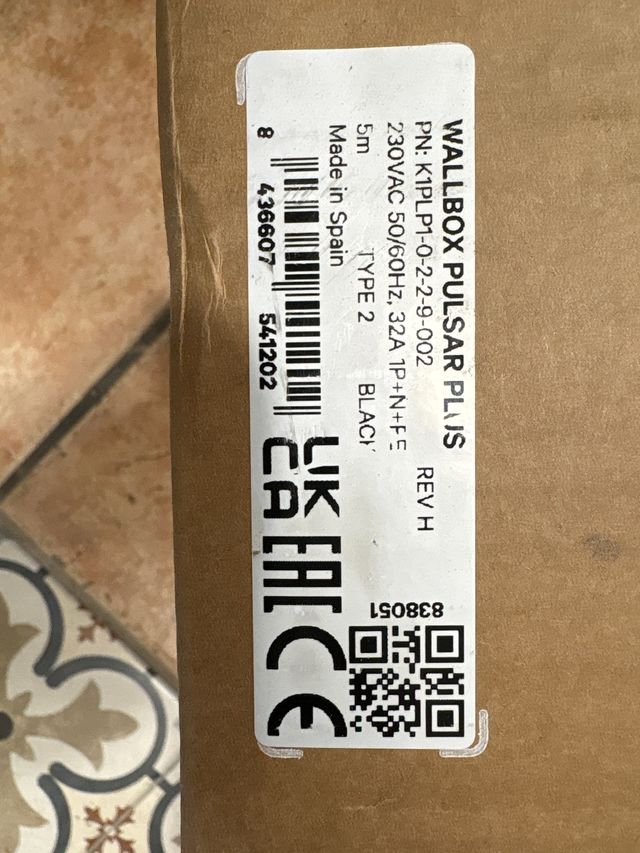 WALLBOX PULSAR PLUS
PN: K1PLP1-0-2-2-9-002 REV H
230VAC 50/60Hz, 32A 1P+N+PE
5m TYPE 2 BLACK
Made in Spain
8 436607 541202
UK
CA
EAC
CE
838051